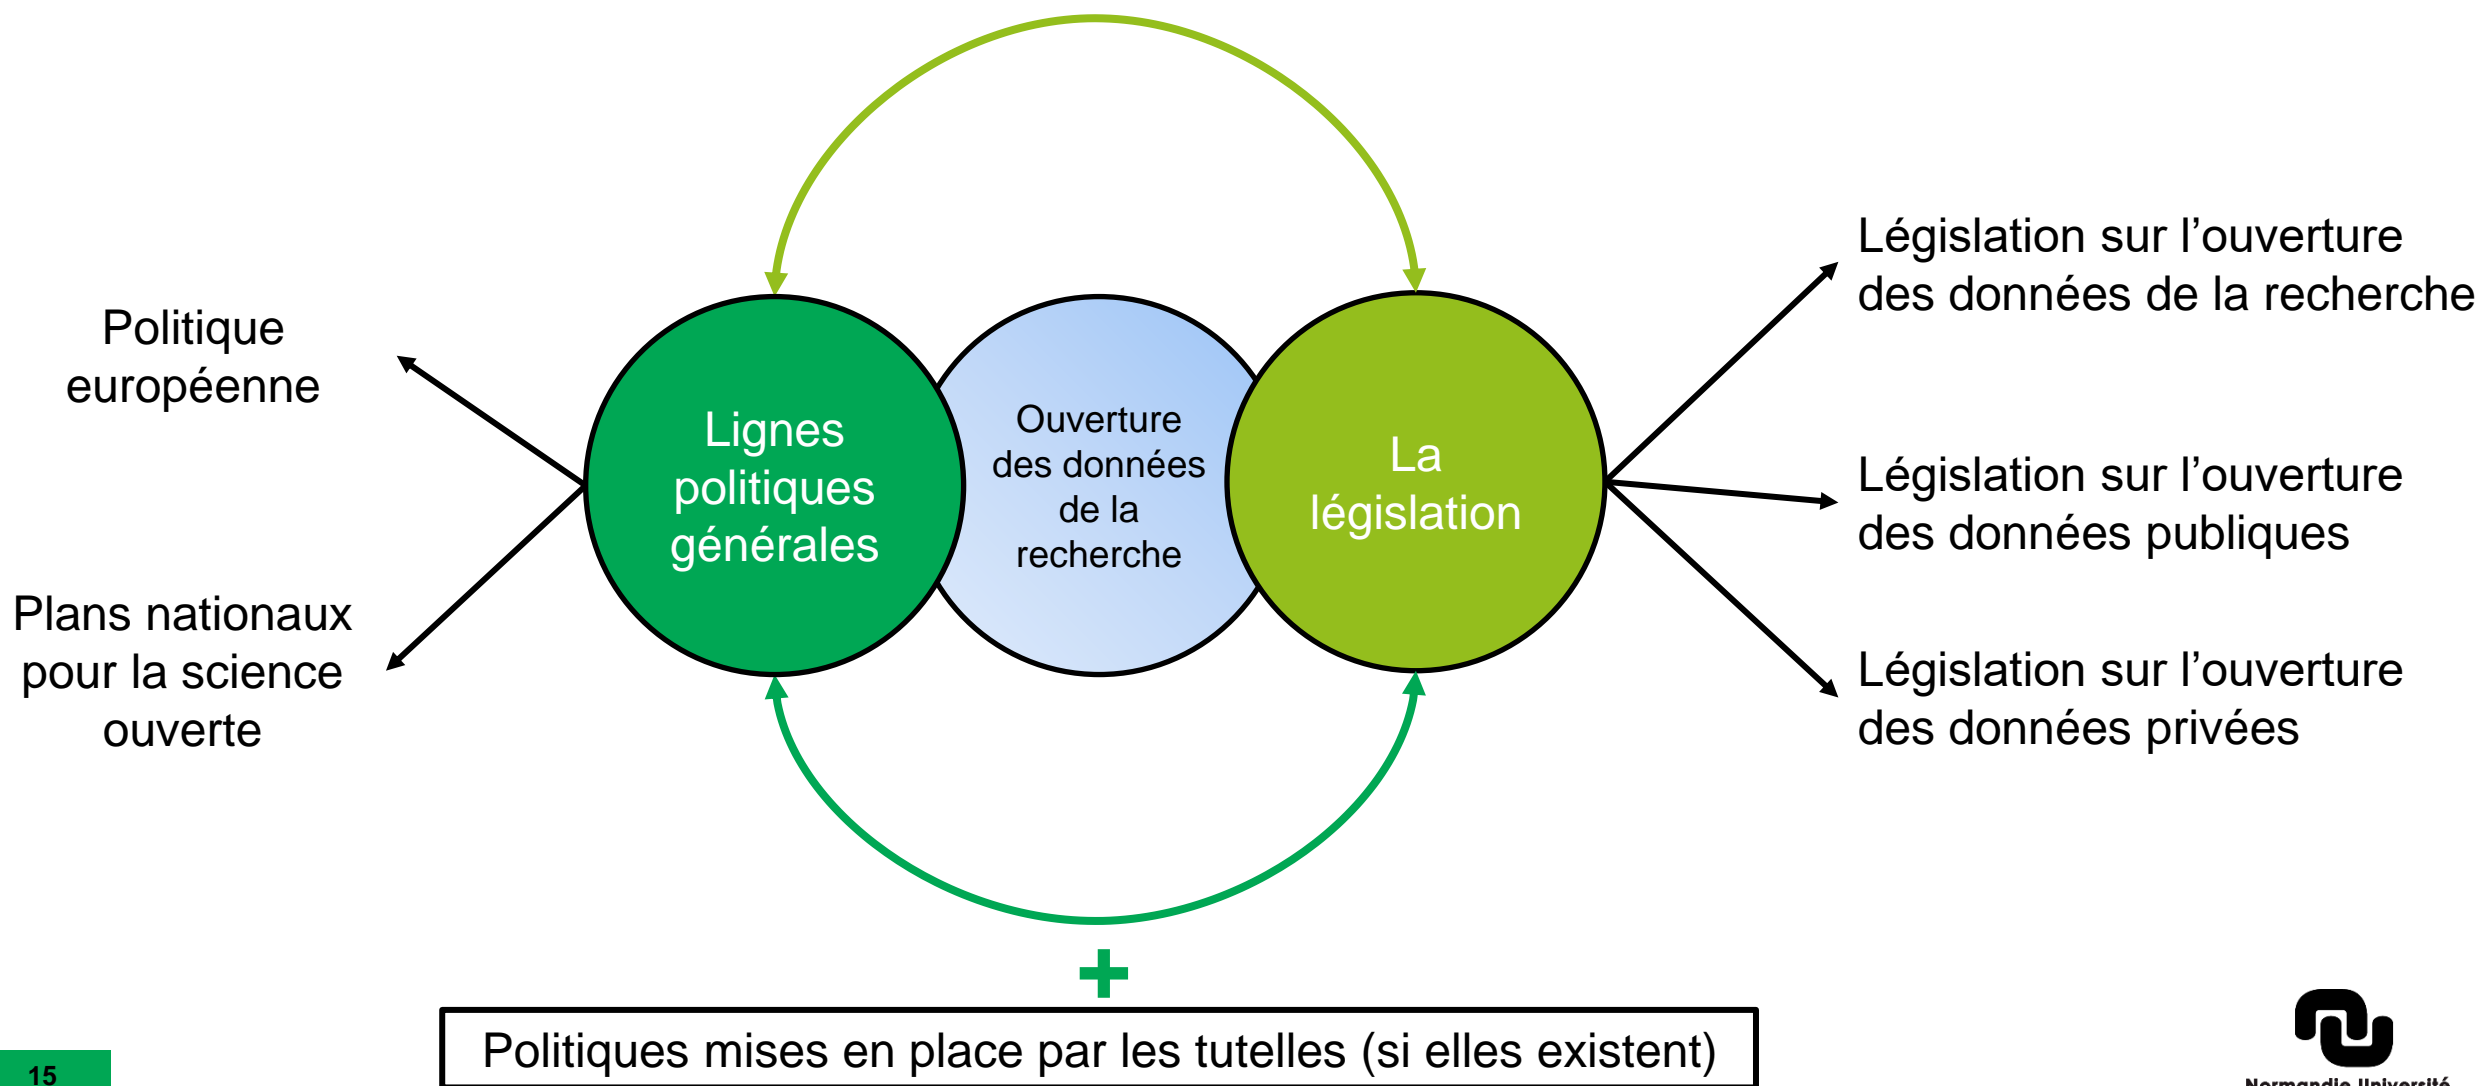 Politique
européenne
Plans nationaux
pour la science
ouverte
Lignes
politiques
générales
Ouverture
des données
de la
recherche
La
législation
Législation sur l’ouverture
des données de la recherche
Législation sur l’ouverture
des données publiques
Législation sur l’ouverture
des données privées
+
Politiques mises en place par les tutelles (si elles existent)
15
Normandie Université